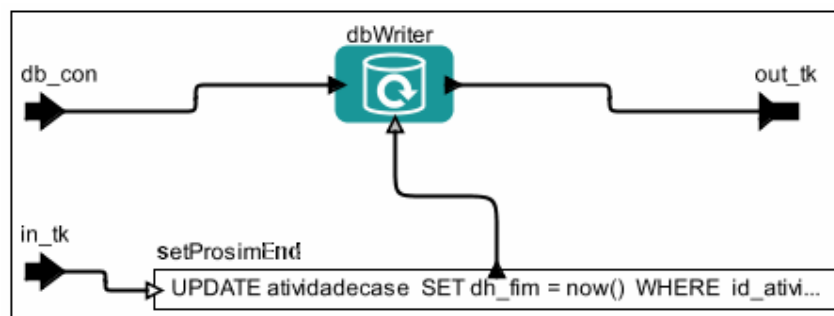 dbWriter
db_con
out_tk
in_tk
setProsimEnd
UPDATE atividadecase SET dh_fim = now() WHERE id_ativi...